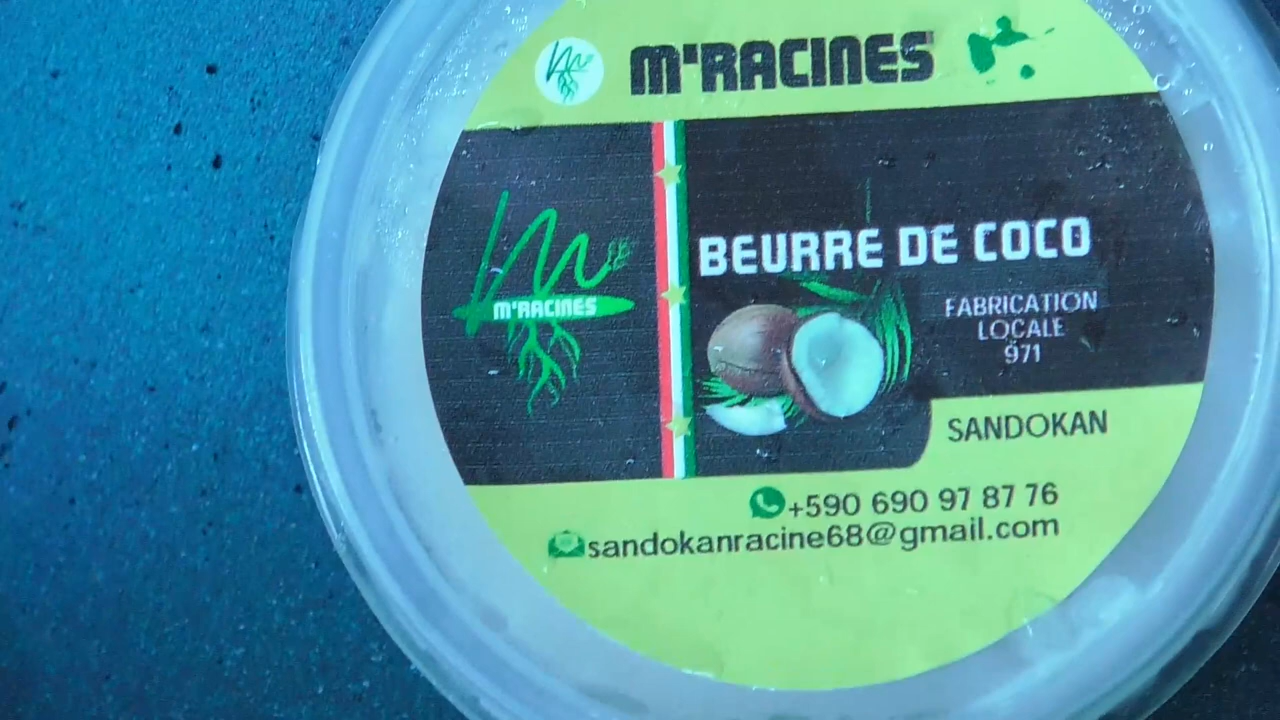 M'RACINES
M'RACINES
BEURRE DE COCO
FABRICATION
LOCALE
971
SANDOKAN
+590 690 97 87 76
sandokanracine68@gmail.com